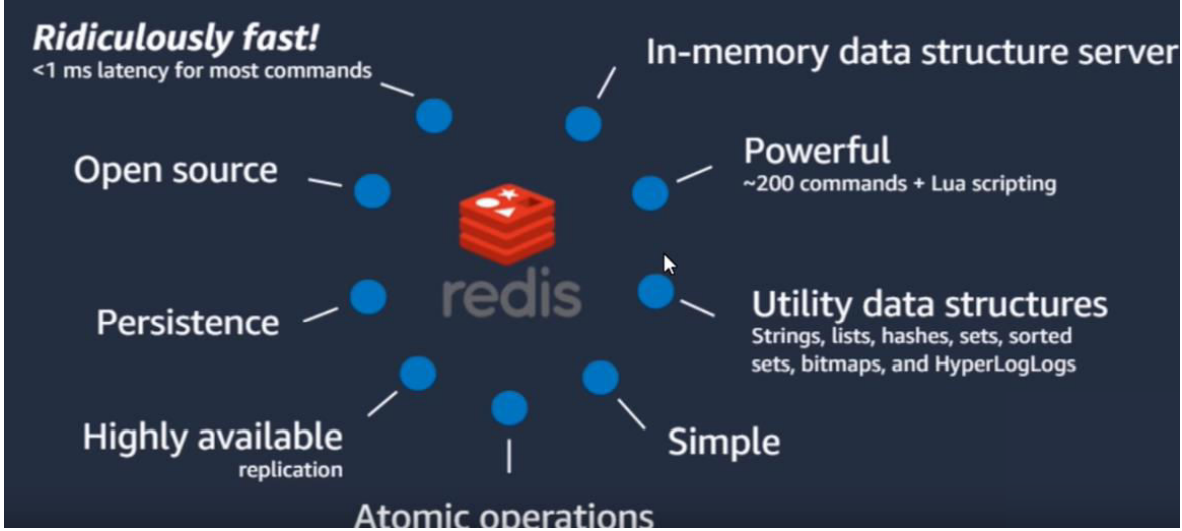 Ridiculously fast!
<1 ms latency for most commands
In-memory data structure server
Open source
Powerful
~200 commands + Lua scripting
redis
Persistence
Utility data structures
Strings, lists, hashes, sets, sorted
sets, bitmaps, and HyperLogLogs
Highly available
replication
Simple
Atomic operations